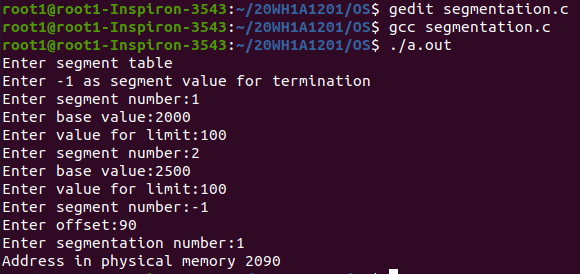 root1@root1-Inspiron-3543:~/20WH1A1201/OS$ gedit segmentation.c
root1@root1-Inspiron-3543:~/20WH1A1201/OS$ gcc segmentation.c
root1@root1-Inspiron-3543:~/20WH1A1201/OS$ ./a.out
Enter segment table
Enter -1 as segment value for termination
Enter segment number:1
Enter base value:2000
Enter value for limit:100
Enter segment number:2
Enter base value:2500
Enter value for limit:100
Enter segment number:-1
Enter offset:90
Enter segmentation number:1
Address in physical memory 2090